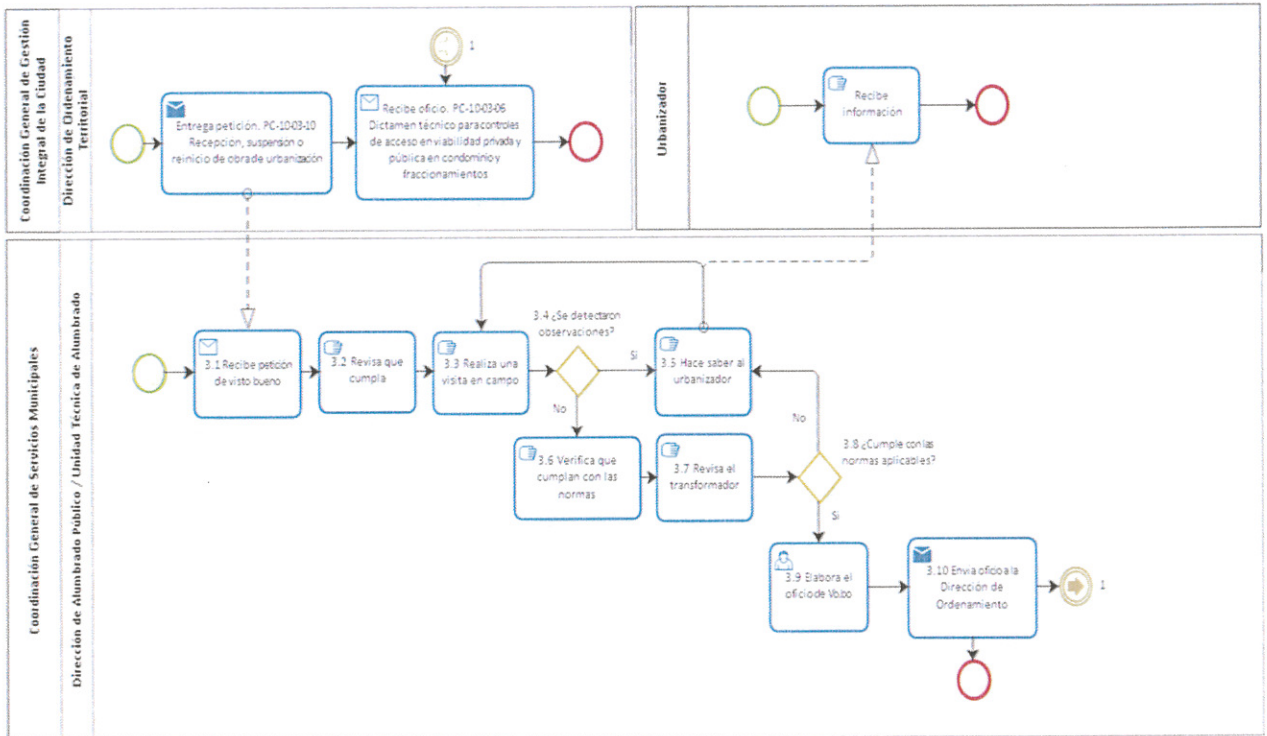 Coordinación General de Gestión
Integral de la Ciudad
Dirección de Ordenamiento
Territorial
Entrega petición. PC-10-03-10
Recepcion, suspensión o
reinicio de obra de urbanización
1
Recibe oficio. PC-10-03-06
Dictamen técnico para controles
de acceso en viabilidad privada y
pública en condominio y
fraccionamientos
Urbanizador
Recibe
información
Coordinación General de Servicios Municipales
Dirección de Alumbrado Público / Unidad Técnica de Alumbrado
3.1 Recibe petición
de visto bueno
3.2 Revisa que
cumpla
3.3 Realiza una
visita en campo
3.4 ¿Se detectaron
observaciones?
Si
No
3.5 Hace saber al
urbanizador
3.6 Verifica que
cumplan con las
normas
3.7 Revisa el
transformador
3.8 ¿Cumple con las
normas aplicables?
No
Si
3.9 Elabora el
oficio de Vo.bo
3.10 Envia oficio a la
Dirección de
Ordenamiento
1